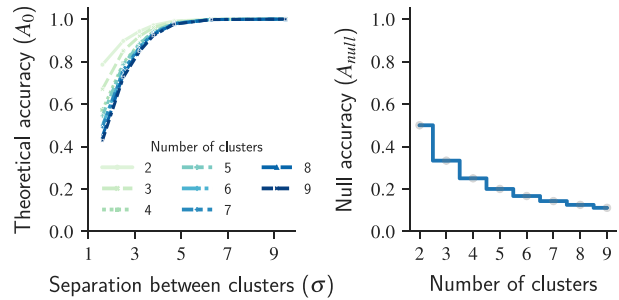 Theoretical accuracy (A0)
1.0
0.8
0.6
0.4
0.2
0.0
Number of clusters
2 5 8
3 6 9
4 7
1 3 5 7 9
Separation between clusters (σ)
Null accuracy (Anull)
1.0
0.8
0.6
0.4
0.2
0.0
2 3 4 5 6 7 8 9
Number of clusters